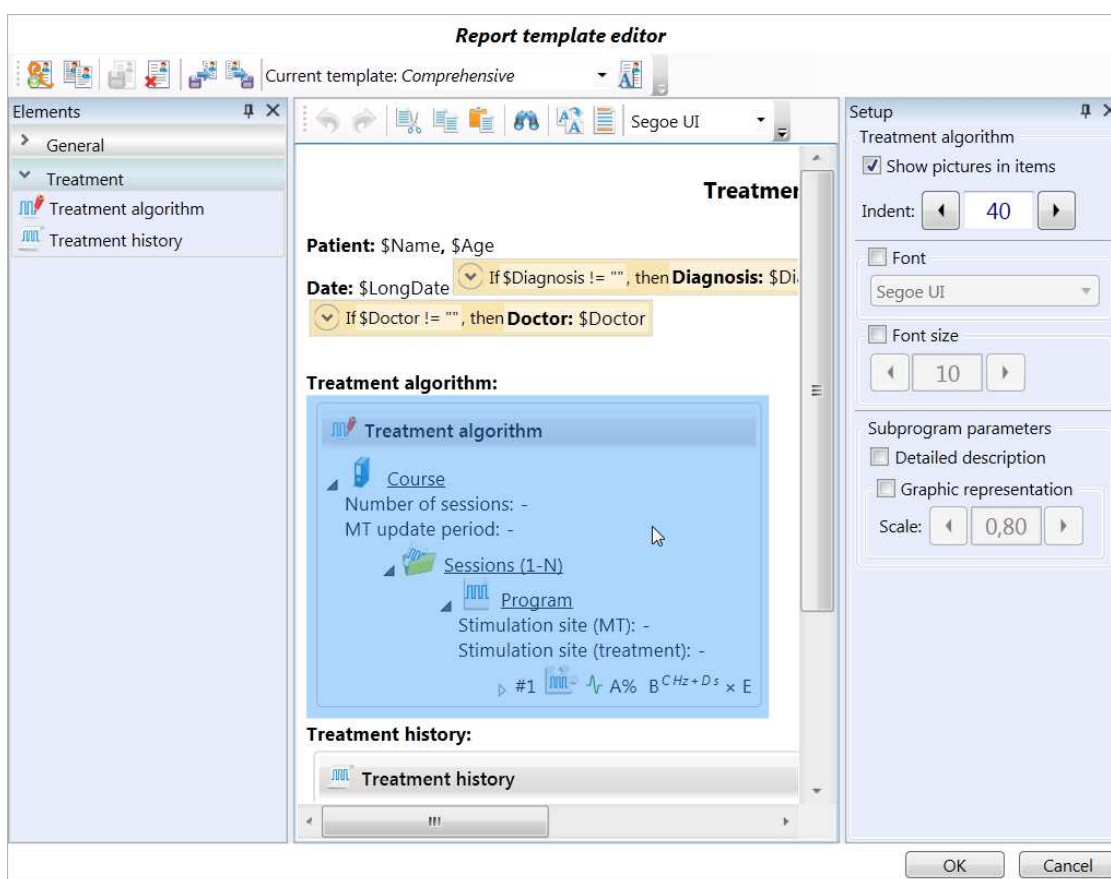 Report template editor
Current template: Comprehensive
Elements
General
Treatment
Treatment algorithm
Treatment history
Segoe UI
Treatmer
Patient: $Name, $Age
Date: $LongDate If $Diagnosis != "", then Diagnosis: $Di
If $Doctor != "", then Doctor: $Doctor
Treatment algorithm:
Treatment algorithm
Course
Number of sessions: -
MT update period: -
Sessions (1-N)
Program
Stimulation site (MT): -
Stimulation site (treatment): -
#1 A% B^C Hz+D s × E
Treatment history:
Treatment history
Setup
Treatment algorithm
Show pictures in items
Indent: 40
Font
Segoe UI
Font size
10
Subprogram parameters
Detailed description
Graphic representation
Scale: 0,80
OK Cancel